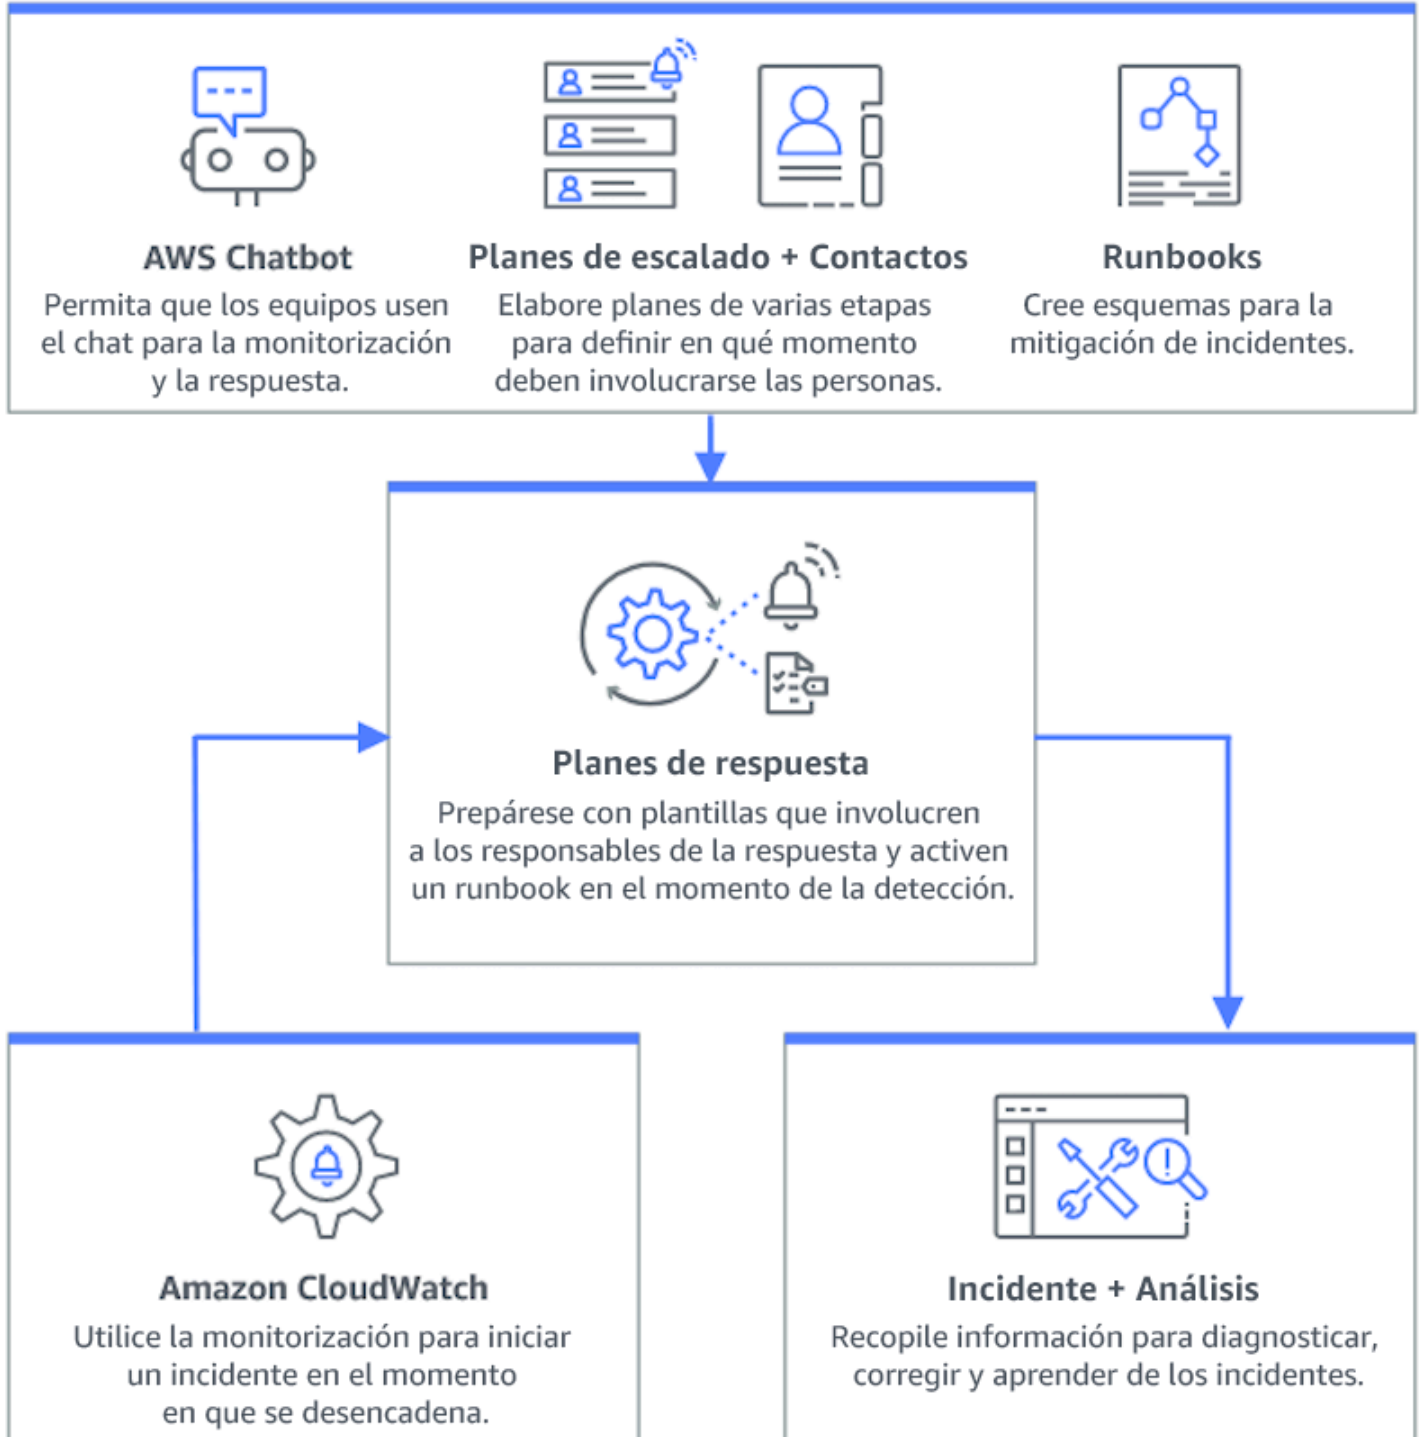 AWS Chatbot
Permita que los equipos usen
el chat para la monitorización
y la respuesta.
Planes de escalado + Contactos
Elabore planes de varias etapas
para definir en qué momento
deben involucrarse las personas.
Runbooks
Cree esquemas para la
mitigación de incidentes.
Planes de respuesta
Prepárese con plantillas que involucren
a los responsables de la respuesta y activen
un runbook en el momento de la detección.
Amazon CloudWatch
Utilice la monitorización para iniciar
un incidente en el momento
en que se desencadena.
Incidente + Análisis
Recopile información para diagnosticar,
corregir y aprender de los incidentes.